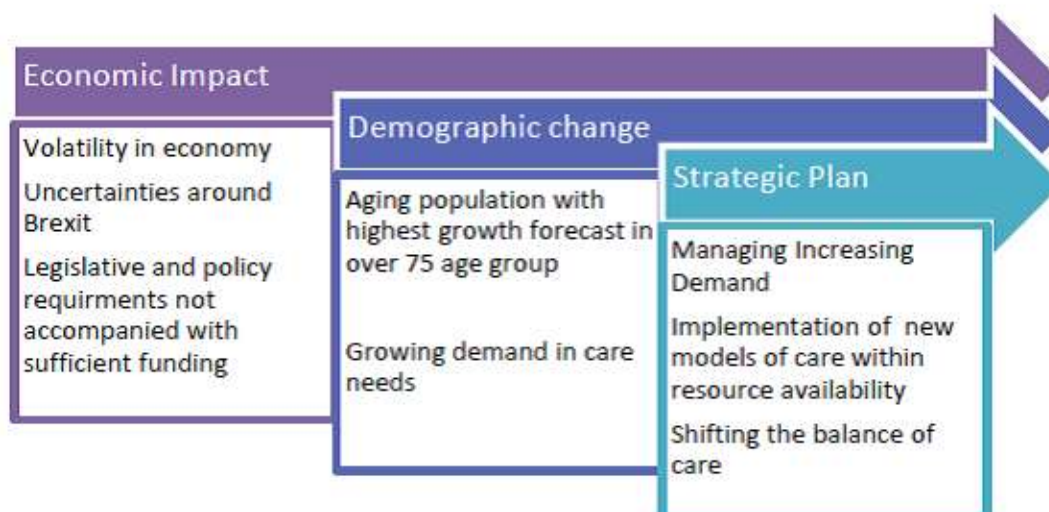 Economic Impact
Volatility in economy
Uncertainties around
Brexit
Legislative and policy
requirments not
accompanied with
sufficient funding
Demographic change
Aging population with
highest growth forecast in
over 75 age group
Growing demand in care
needs
Strategic Plan
Managing Increasing
Demand
Implementation of new
models of care within
resource availability
Shifting the balance of
care